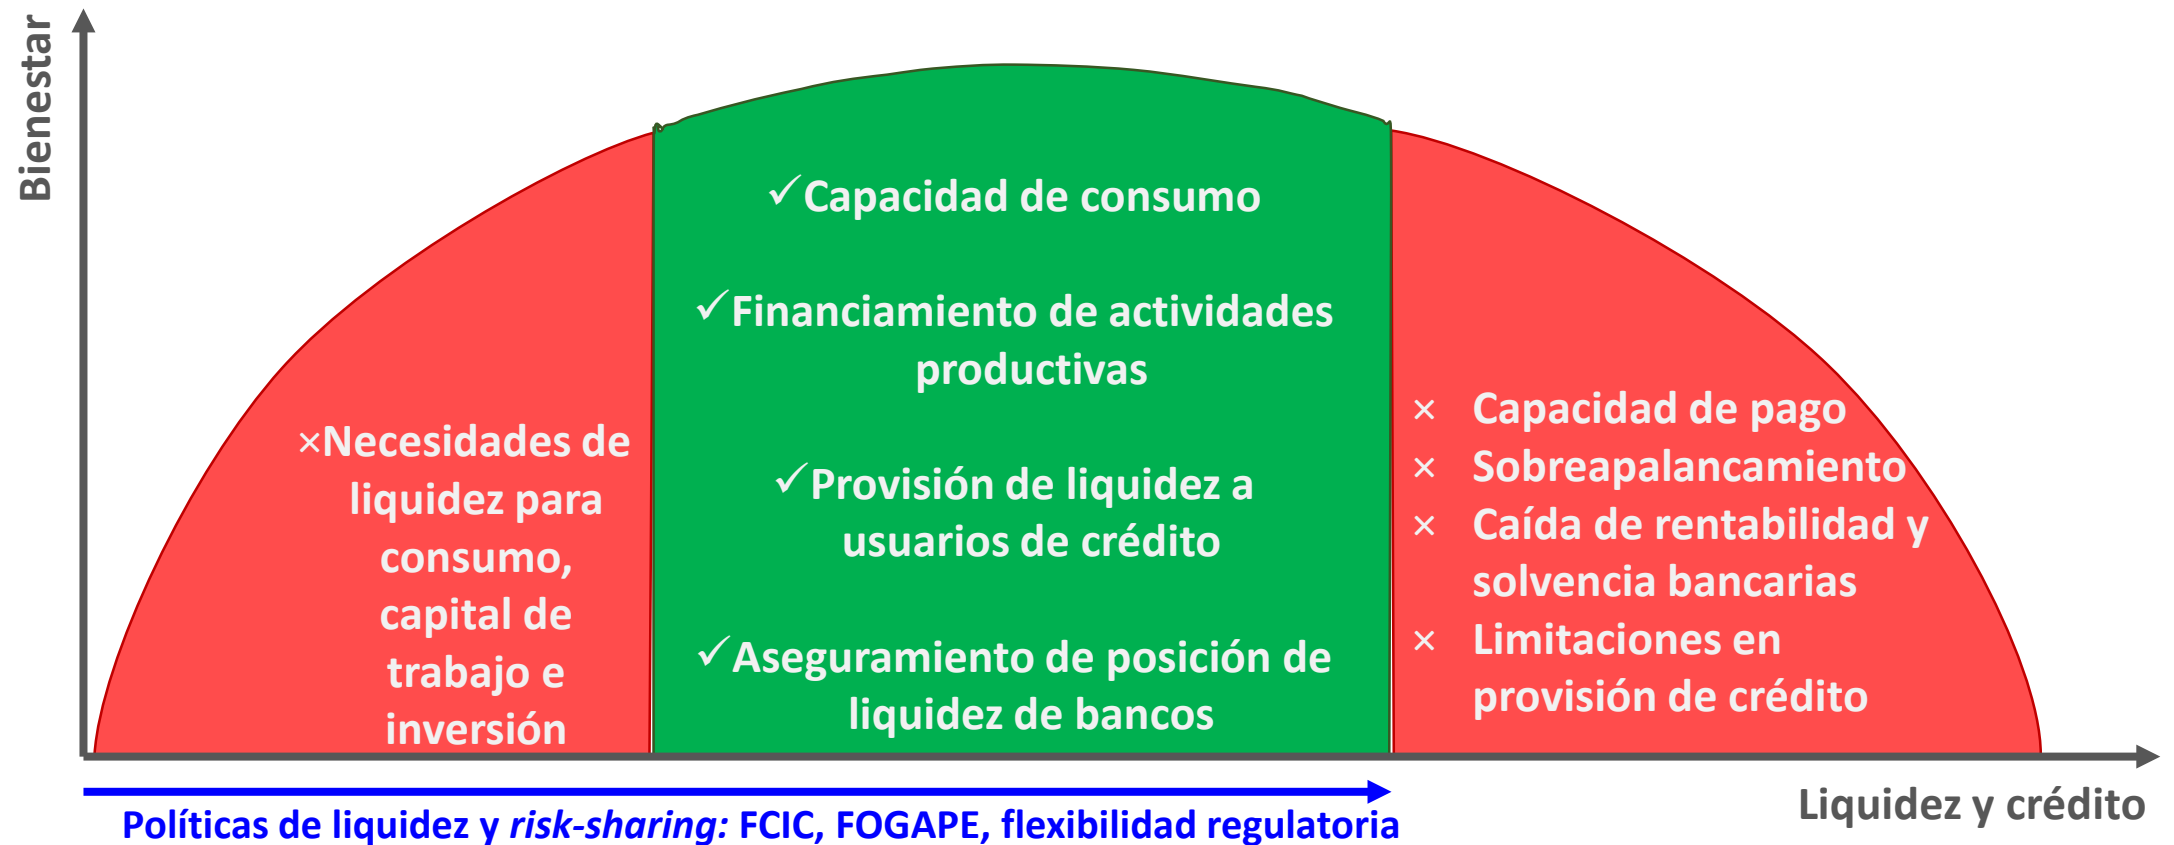 Bienestar
×Necesidades de
liquidez para
consumo,
capital de
trabajo e
inversión
✓Capacidad de consumo
✓Financiamiento de actividades
productivas
✓Provisión de liquidez a
usuarios de crédito
✓Aseguramiento de posición de
liquidez de bancos
× Capacidad de pago
× Sobreapalancamiento
× Caída de rentabilidad y
solvencia bancarias
× Limitaciones en
provisión de crédito
Liquidez y crédito
Políticas de liquidez y risk-sharing: FCIC, FOGAPE, flexibilidad regulatoria